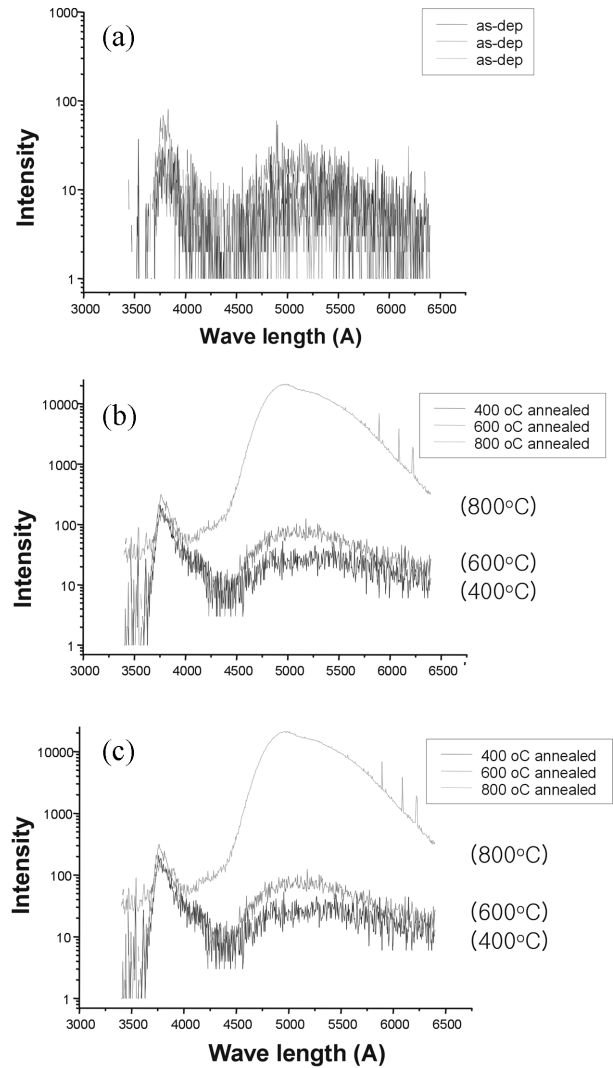 (a)
as-dep
as-dep
as-dep
1000
100
10
1
Intensity
3000 3500 4000 4500 5000 5500 6000 6500
Wave length (A)
(b)
400 oC annealed
600 oC annealed
800 oC annealed
10000
1000
100
10
1
Intensity
(800°C)
(600°C)
(400°C)
3000 3500 4000 4500 5000 5500 6000 6500
(c)
400 oC annealed
600 oC annealed
800 oC annealed
10000
1000
100
10
1
Intensity
(800°C)
(600°C)
(400°C)
3000 3500 4000 4500 5000 5500 6000 6500
Wave length (A)